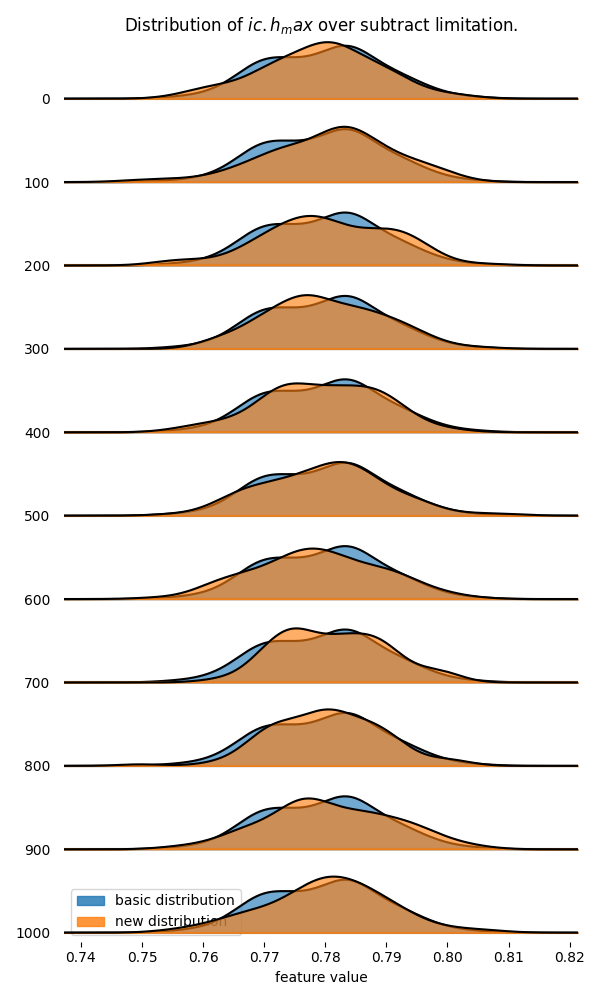 Distribution of ic.hₘax over subtract limitation.
0
100
200
300
400
500
600
700
800
900
1000
basic distribution
new distribution
0.74 0.75 0.76 0.77 0.78 0.79 0.80 0.81 0.82
feature value